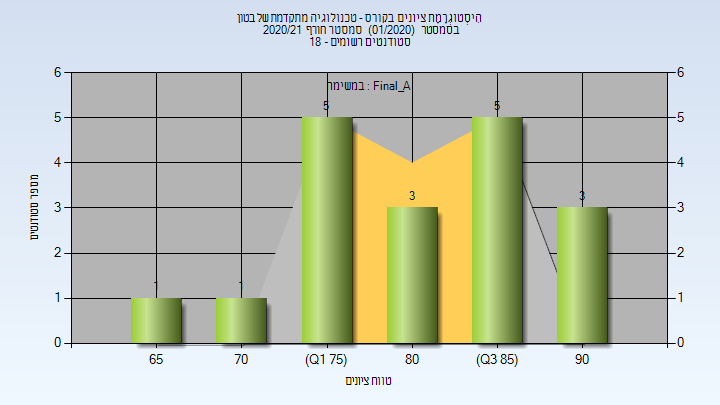 הִיסְטוֹגְרָמַת ציונים בקורס - טכנולוגיה מתקדמת של בטון
בסמסטר (01/2020) סמסטר חורף 2020/21
סטודנטים רשומים - 18
במשימה : Final_A
6 6
5 5
4 4
3 3
2 2
1 1
0 0
1 1 5 3 5 3
מספר סטודנטים
65 70 (Q1 75) 80 (Q3 85) 90
טווח ציונים